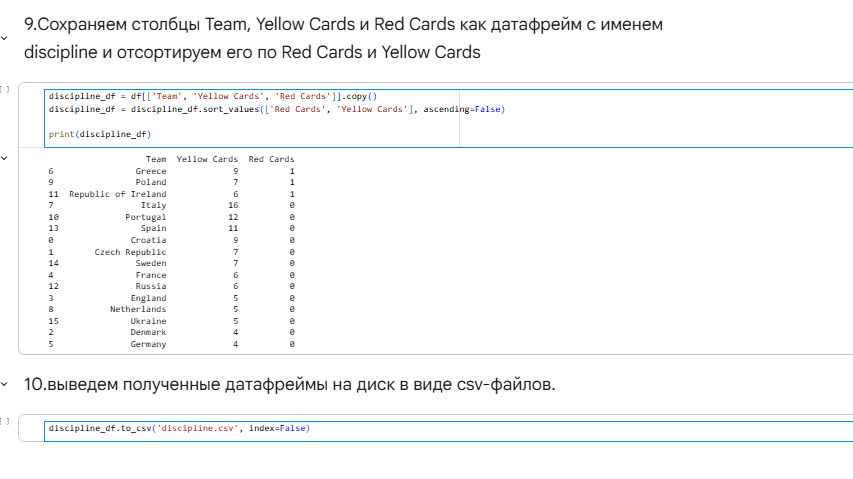 9.Сохраняем столбцы Team, Yellow Cards и Red Cards как датафрейм с именем
discipline и отсортируем его по Red Cards и Yellow Cards
discipline_df = df[['Team', 'Yellow Cards', 'Red Cards']].copy()
discipline_df = discipline_df.sort_values(['Red Cards', 'Yellow Cards'], ascending=False)
print(discipline_df)
Team Yellow Cards Red Cards
6 Greece 9 1
9 Poland 7 1
11 Republic of Ireland 6 1
7 Italy 16 0
10 Portugal 12 0
13 Spain 11 0
0 Croatia 9 0
1 Czech Republic 7 0
14 Sweden 7 0
4 France 6 0
12 Russia 6 0
3 England 5 0
8 Netherlands 5 0
15 Ukraine 5 0
2 Denmark 4 0
5 Germany 4 0
10.выведем полученные датафреймы на диск в виде csv-файлов.
discipline_df.to_csv('discipline.csv', index=False)